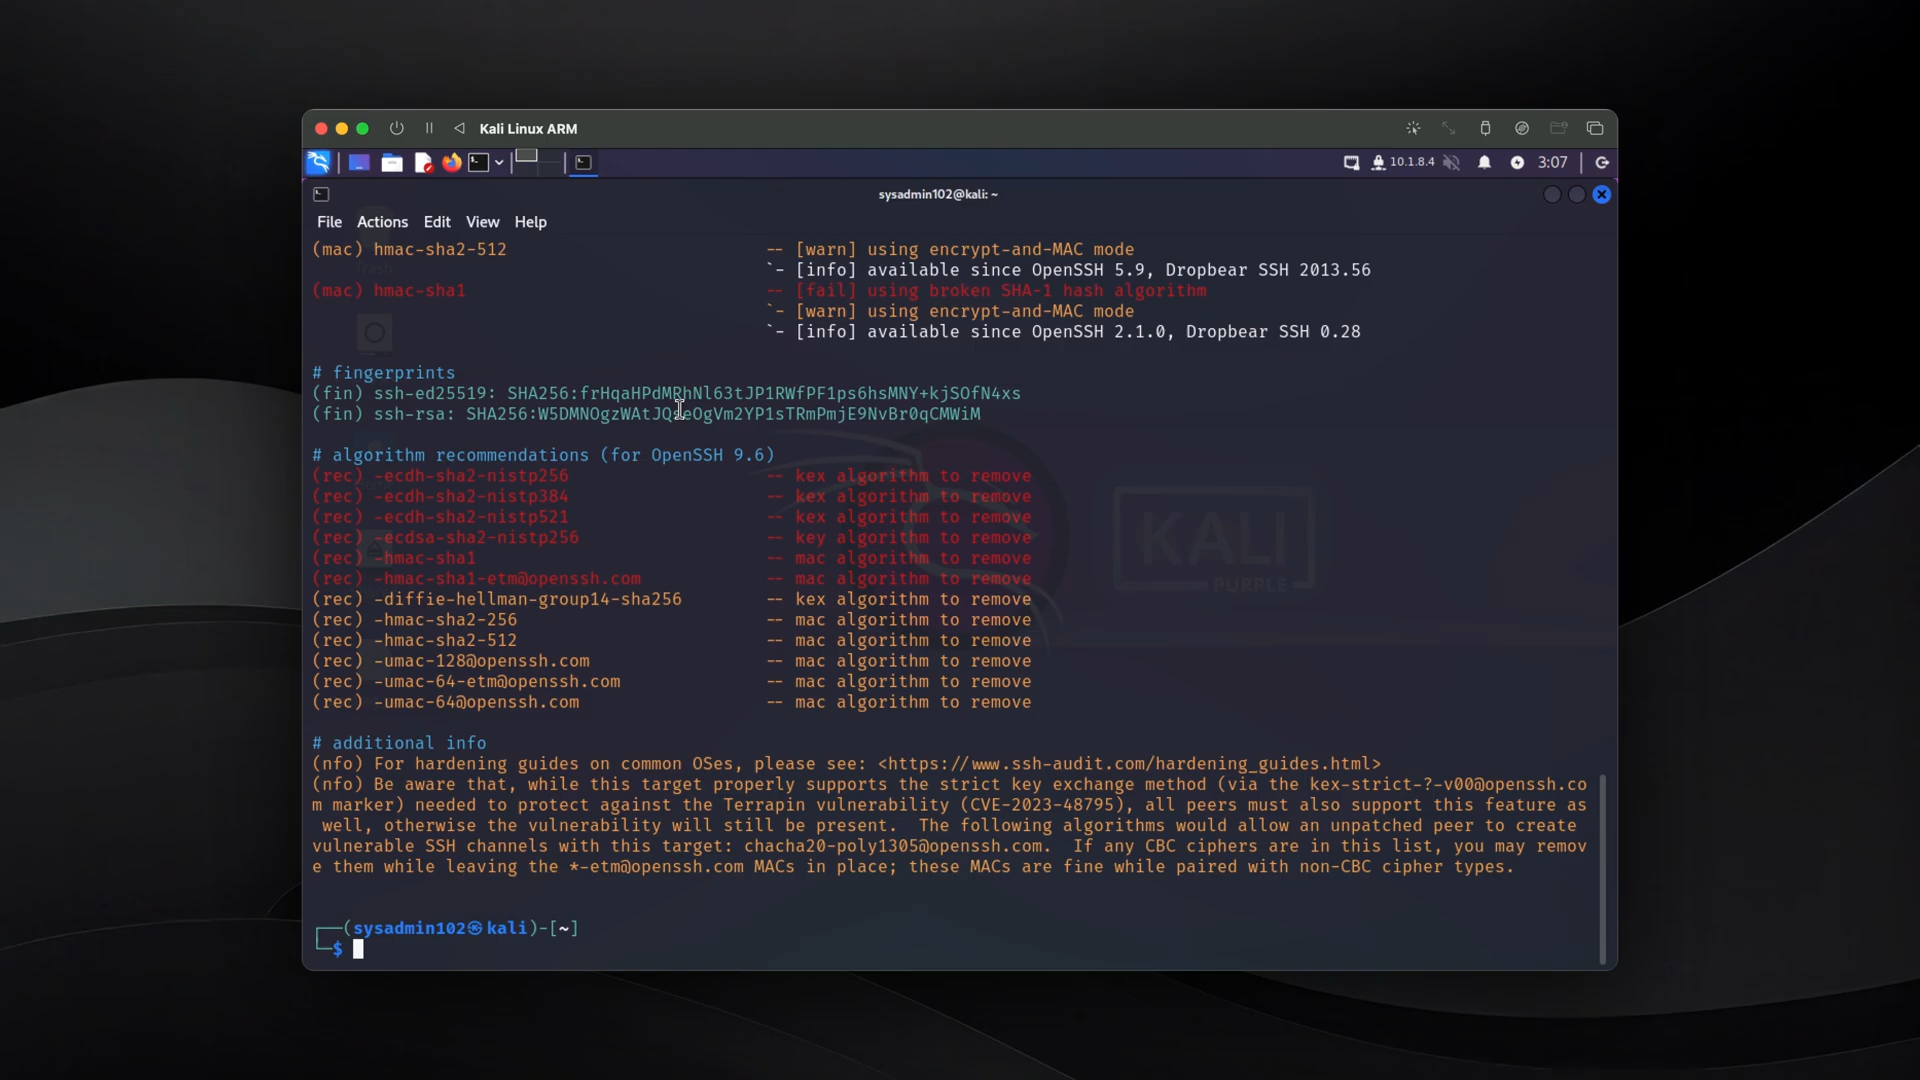 Kali Linux ARM
10.1.8.4
3:07
sysadmin102@kali: ~
File Actions Edit View Help
(mac) hmac-sha2-512 -- [warn] using encrypt-and-MAC mode
`- [info] available since OpenSSH 5.9, Dropbear SSH 2013.56
(mac) hmac-sha1 -- [fail] using broken SHA-1 hash algorithm
`- [warn] using encrypt-and-MAC mode
`- [info] available since OpenSSH 2.1.0, Dropbear SSH 0.28
# fingerprints
(fin) ssh-ed25519: SHA256:frHqaHPdMRhNl63tJP1RWfPF1ps6hsMNY+kjSOfN4xs
(fin) ssh-rsa:
# algorithm recommendations (for OpenSSH 9.6)
(rec) -ecdh-sha2-nistp256 -- kex algorithm to remove
(rec) -ecdh-sha2-nistp384 -- kex algorithm to remove
(rec) -ecdh-sha2-nistp521 -- kex algorithm to remove
(rec) -ecdsa-sha2-nistp256 -- key algorithm to remove
(rec) -hmac-sha1 -- mac algorithm to remove
(rec) -hmac-sha1-etm@openssh.com -- mac algorithm to remove
(rec) -diffie-hellman-group14-sha256 -- kex algorithm to remove
(rec) -hmac-sha2-256 -- mac algorithm to remove
(rec) -hmac-sha2-512 -- mac algorithm to remove
(rec) -umac-128@openssh.com -- mac algorithm to remove
(rec) -umac-64-etm@openssh.com -- mac algorithm to remove
(rec) -umac-64@openssh.com -- mac algorithm to remove
KALI
PURPLE
# additional info
(nfo) For hardening guides on common OSes, please see: <https://www.ssh-audit.com/hardening_guides.html>
(nfo) Be aware that, while this target properly supports the strict key exchange method (via the kex-strict-?-v00@openssh.co
m marker) needed to protect against the Terrapin vulnerability (CVE-2023-48795), all peers must also support this feature as
well, otherwise the vulnerability will still be present.  The following algorithms would allow an unpatched peer to create
vulnerable SSH channels with this target: chacha20-poly1305@openssh.com.  If any CBC ciphers are in this list, you may remov
e them while leaving the *-etm@openssh.com MACs in place; these MACs are fine while paired with non-CBC cipher types.
┌──(sysadmin102㉿kali)-[~]
└─$